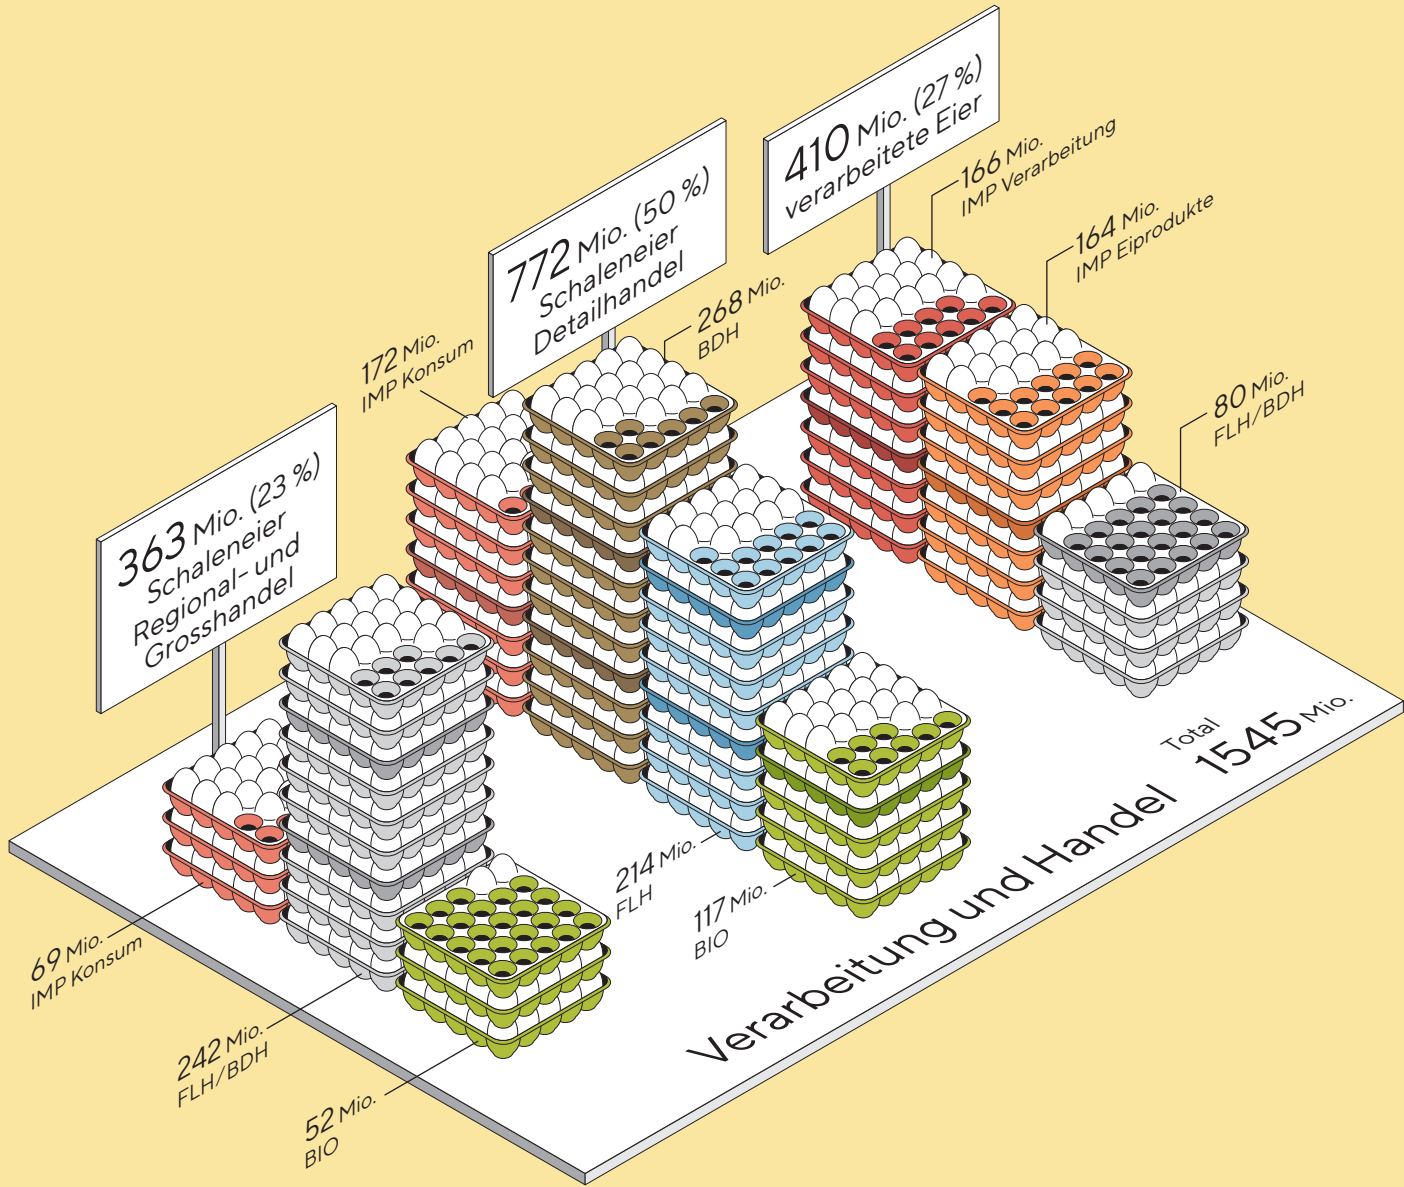 410 Mio. (27 %)
verarbeitete Eier
166 Mio.
IMP Verarbeitung
164 Mio.
IMP Eiprodukte
80 Mio.
FLH/BDH
772 Mio. (50 %)
Schaleneier
Detailhandel
268 Mio.
BDH
172 Mio.
IMP Konsum
214 Mio.
FLH
117 Mio.
BIO
363 Mio. (23 %)
Schaleneier
Regional- und
Grosshandel
69 Mio.
IMP Konsum
242 Mio.
FLH/BDH
52 Mio.
BIO
Verarbeitung und Handel
Total
1545 Mio.